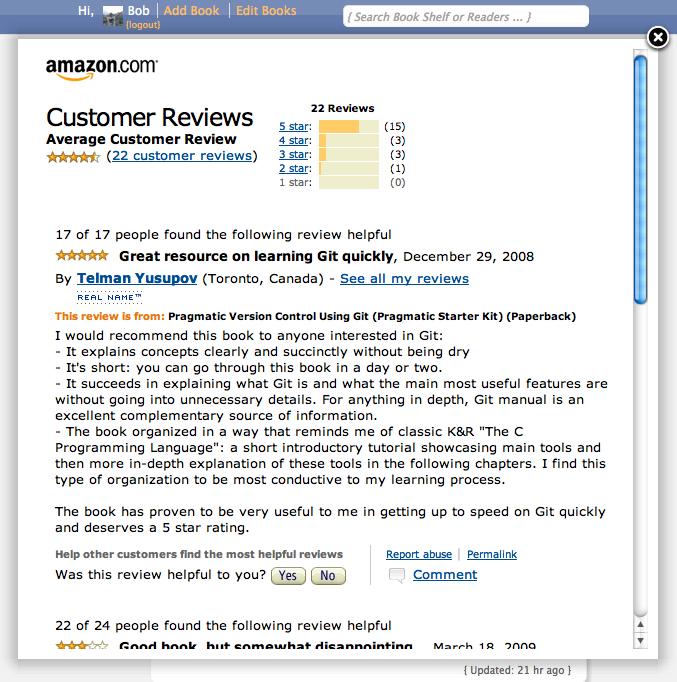 Hi, Bob | Add Book | Edit Books
{logout}
{ Search Book Shelf or Readers ... }
amazon.com
Customer Reviews
Average Customer Review
(22 customer reviews)
22 Reviews
5 star: (15)
4 star: (3)
3 star: (3)
2 star: (1)
1 star: (0)
17 of 17 people found the following review helpful
Great resource on learning Git quickly, December 29, 2008
By Telman Yusupov (Toronto, Canada) - See all my reviews
REAL NAME™
This review is from: Pragmatic Version Control Using Git (Pragmatic Starter Kit) (Paperback)
I would recommend this book to anyone interested in Git:
- It explains concepts clearly and succinctly without being dry
- It's short: you can go through this book in a day or two.
- It succeeds in explaining what Git is and what the main most useful features are
without going into unnecessary details. For anything in depth, Git manual is an
excellent complementary source of information.
- The book organized in a way that reminds me of classic K&R "The C
Programming Language": a short introductory tutorial showcasing main tools and
then more in-depth explanation of these tools in the following chapters. I find this
type of organization to be most conductive to my learning process.
The book has proven to be very useful to me in getting up to speed on Git quickly
and deserves a 5 star rating.
Help other customers find the most helpful reviews
Was this review helpful to you? Yes No
Report abuse | Permalink
Comment
22 of 24 people found the following review helpful
Good book, but somewhat disappointing, March 18, 2009
{ Updated: 21 hr ago }